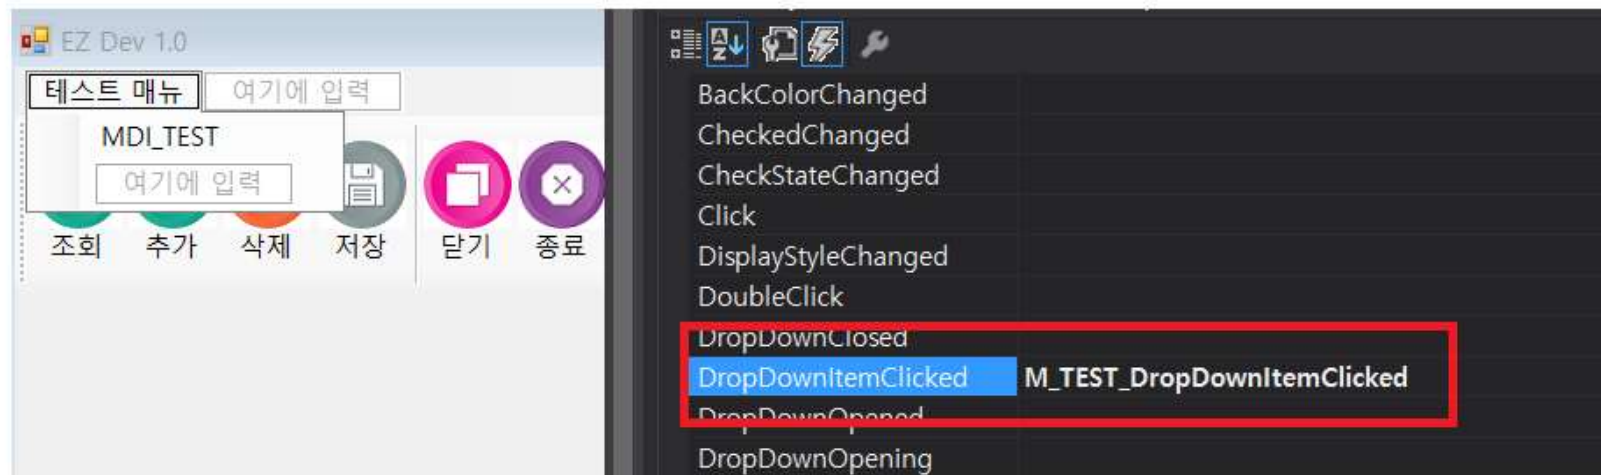 EZ Dev 1.0
테스트 매뉴 여기에 입력
MDI_TEST
여기에 입력
조회 추가 삭제 저장 닫기 종료
BackColorChanged
CheckedChanged
CheckStateChanged
Click
DisplayStyleChanged
DoubleClick
DropDownClosed
DropDownItemClicked M_TEST_DropDownItemClicked
DropDownOpened
DropDownOpening